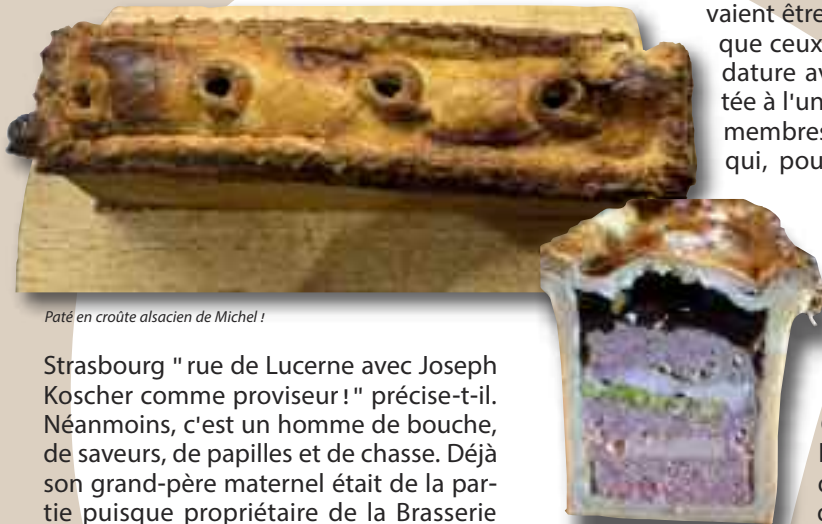 vaient être
que ceux
dature av
tée à l'un
membres
qui, pou
Paté en croûte alsacien de Michel !
Strasbourg " rue de Lucerne avec Joseph
Koscher comme proviseur ! " précise-t-il.
Néanmoins, c'est un homme de bouche,
de saveurs, de papilles et de chasse. Déjà
son grand-père maternel était de la par-
tie puisque propriétaire de la Brasserie